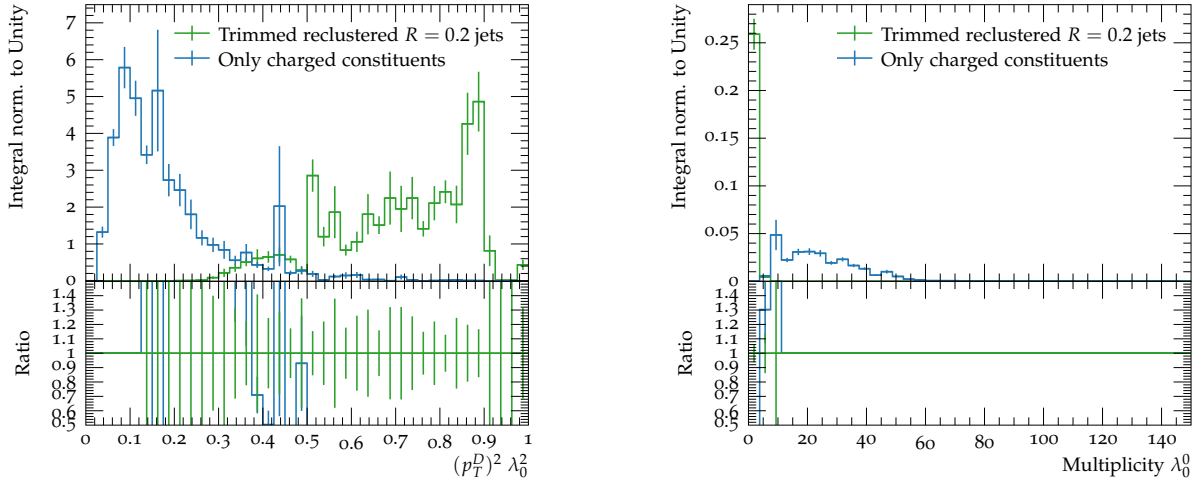 Trimmed reclustered R = 0.2 jets
Only charged constituents
0
1
2
3
4
5
6
7
Integral norm. to Unity
0 0.1 0.2 0.3 0.4 0.5 0.6 0.7 0.8 0.9 1
0.5
0.6
0.7
0.8
0.9
1
1.1
1.2
1.3
1.4
(p_T^D)^2 λ_0^2
Ratio
Trimmed reclustered R = 0.2 jets
Only charged constituents
0
0.05
0.1
0.15
0.2
0.25
Integral norm. to Unity
0 20 40 60 80 100 120 140
0.5
0.6
0.7
0.8
0.9
1
1.1
1.2
1.3
1.4
Multiplicity λ_0^0
Ratio